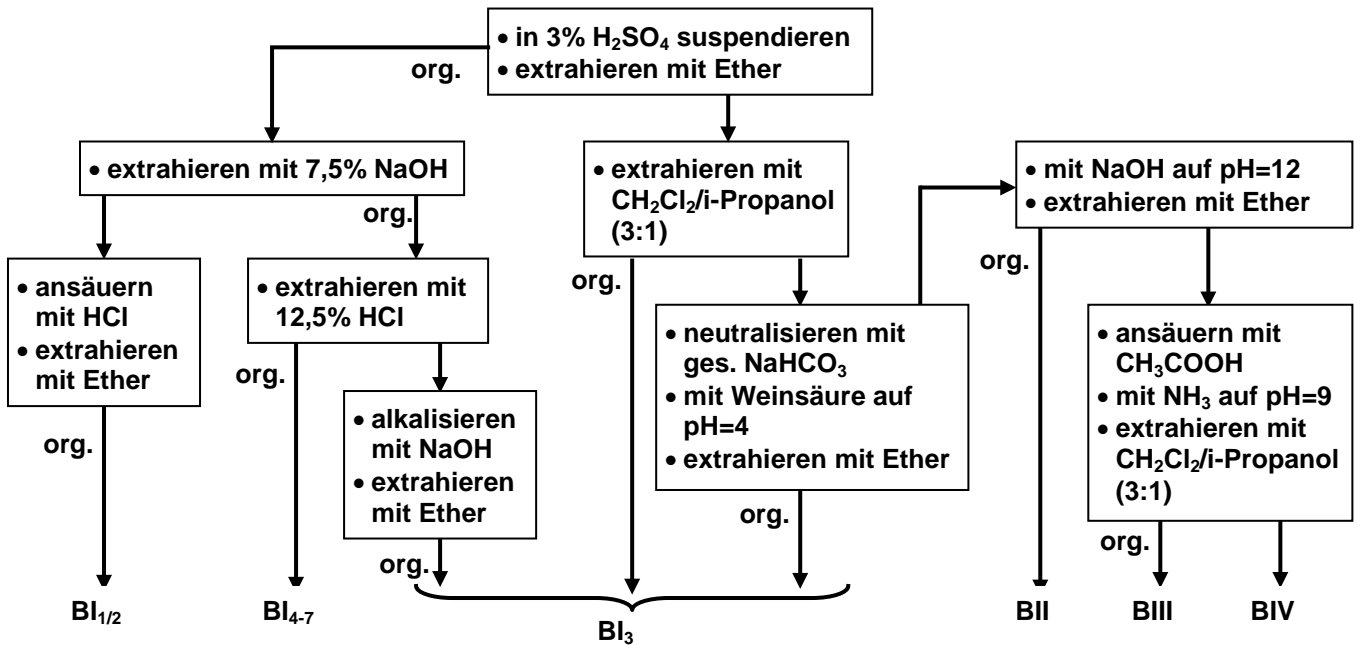 • in 3% H₂SO₄ suspendieren
• extrahieren mit Ether
org.
• extrahieren mit 7,5% NaOH
org.
• ansäuern
mit HCl
• extrahieren
mit Ether
org.
• extrahieren mit
12,5% HCl
org.
• alkalisieren
mit NaOH
• extrahieren
mit Ether
org.
• extrahieren mit
CH₂Cl₂/i-Propanol
(3:1)
org.
• neutralisieren mit
ges. NaHCO₃
• mit Weinsäure auf
pH=4
• extrahieren mit Ether
org.
• mit NaOH auf pH=12
• extrahieren mit Ether
org.
• ansäuern mit
CH₃COOH
• mit NH₃ auf pH=9
• extrahieren mit
CH₂Cl₂/i-Propanol
(3:1)
org.
BI₁/₂
BI₄₋₇
BI₃
BII
BIII
BIV